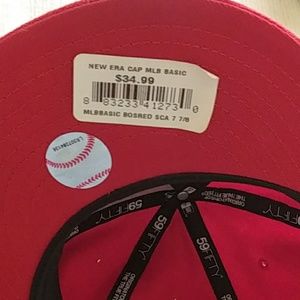 NEW ERA CAP MLB BASIC
$34.99
8 83233 41273 0
MLBBASIC BOSRED SCA 7 7/8
59FIFTY
59FIFTY